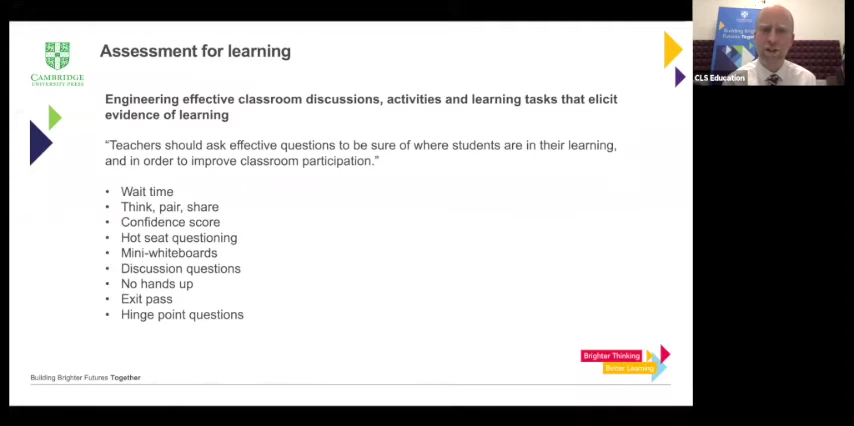 Assessment for learning
CAMBRIDGE
UNIVERSITY PRESS
Engineering effective classroom discussions, activities and learning tasks that elicit
evidence of learning
“Teachers should ask effective questions to be sure of where students are in their learning,
and in order to improve classroom participation.”
• Wait time
• Think, pair, share
• Confidence score
• Hot seat questioning
• Mini-whiteboards
• Discussion questions
• No hands up
• Exit pass
• Hinge point questions
Brighter Thinking
Better Learning
Building Brighter Futures Together
CLS Education